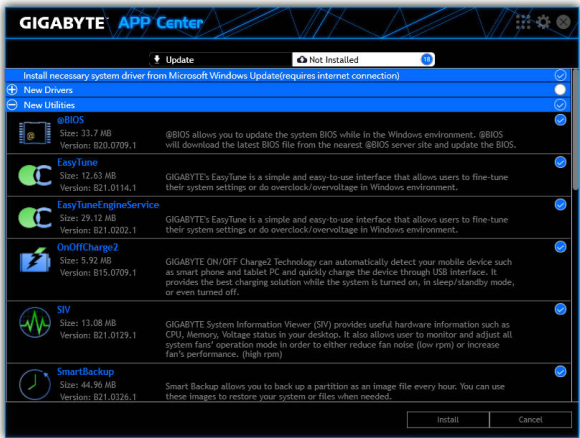 GIGABYTE™ APP Center
Update
Not Installed 18
Install necessary system driver from Microsoft Windows Update(requires internet connection)
New Drivers
New Utilities
@BIOS
Size: 33.7 MB
Version: B20.0709.1
@BIOS allows you to update the system BIOS while in the Windows environment. @BIOS
will download the latest BIOS file from the nearest @BIOS server site and update the BIOS.
EasyTune
Size: 12.63 MB
Version: B21.0114.1
GIGABYTE's EasyTune is a simple and easy-to-use interface that allows users to fine-tune
their system settings or do overclock/overvoltage in Windows environment.
EasyTuneEngineService
Size: 29.12 MB
Version: B21.0202.1
GIGABYTE's EasyTune is a simple and easy-to-use interface that allows users to fine-tune
their system settings or do overclock/overvoltage in Windows environment.
OnOffCharge2
Size: 5.92 MB
Version: B15.0709.1
GIGABYTE ON/OFF Charge2 Technology can automatically detect your mobile device such
as smart phone and tablet PC and quickly charge the device through USB interface. It
provides the best charging solution while the system is turned on, in sleep/standby mode,
or even turned off.
SIV
Size: 13.08 MB
Version: B21.0129.1
GIGABYTE System Information Viewer (SIV) provides useful hardware information such as
CPU, Memory, Voltage status in your desktop. It also allows user to monitor and adjust all
system fans' operation mode in order to either reduce fan noise (low rpm) or increase
fan's performance. (high rpm)
SmartBackup
Size: 44.96 MB
Version: B21.0326.1
Smart Backup allows you to back up a partition as an image file every hour. You can use
these images to restore your system or files when needed.
Install
Cancel